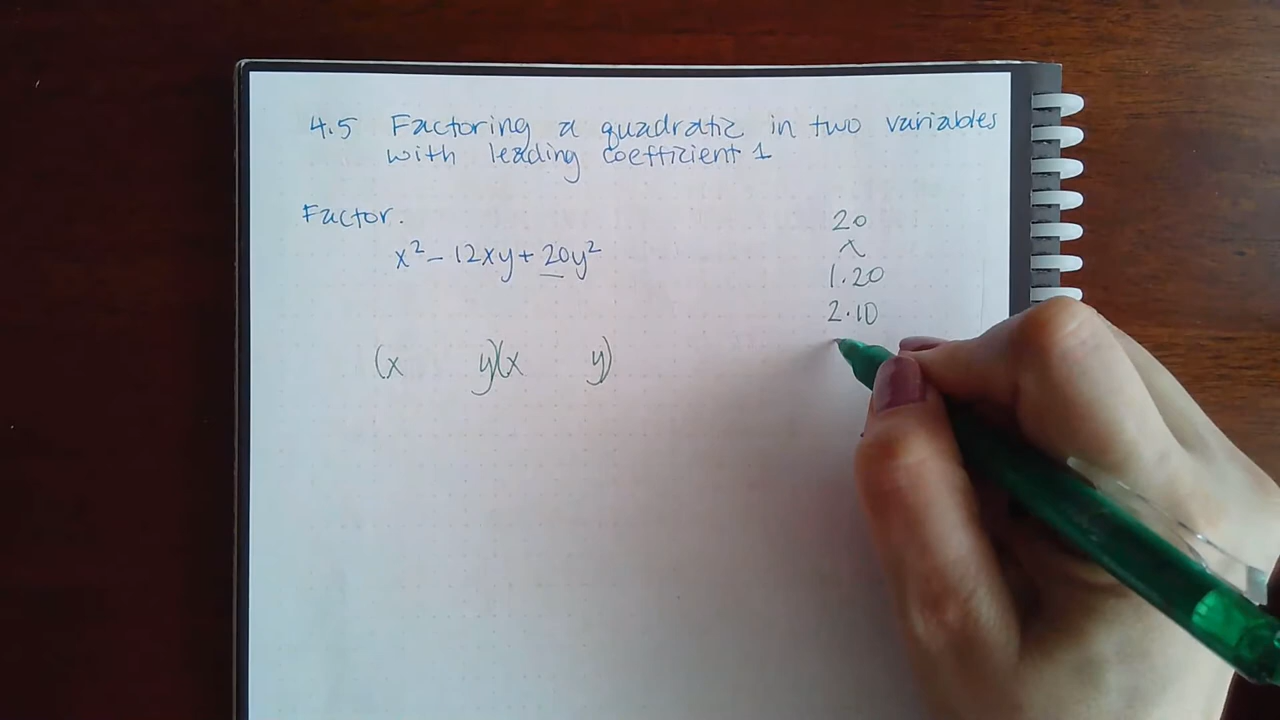 4.5 Factoring a quadratic in two variables
with leading coefficient 1
Factor.
x² - 12xy + 20y²
(x y)(x y)
20
1·20
2·10